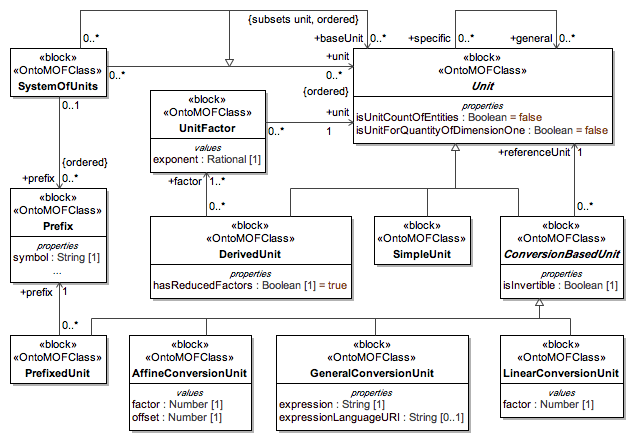 {subsets unit, ordered}
0..*
+baseUnit 0..*
+specific
0..*
+general
0..*
«block»
«OntoMOFClass»
SystemOfUnits
0..*
+unit
0..*
{ordered}
«block»
«OntoMOFClass»
Unit
properties
isUnitCountOfEntities : Boolean = false
isUnitForQuantityOfDimensionOne : Boolean = false
0..1
{ordered}
+prefix 0..*
«block»
«OntoMOFClass»
UnitFactor
values
exponent : Rational [1]
0..*
+unit
1
+referenceUnit 1
0..*
+factor 1..*
0..*
«block»
«OntoMOFClass»
Prefix
properties
symbol : String [1]
...
+prefix 1
0..*
«block»
«OntoMOFClass»
DerivedUnit
properties
hasReducedFactors : Boolean [1] = true
«block»
«OntoMOFClass»
SimpleUnit
«block»
«OntoMOFClass»
ConversionBasedUnit
properties
isInvertible : Boolean [1]
«block»
«OntoMOFClass»
PrefixedUnit
«block»
«OntoMOFClass»
AffineConversionUnit
values
factor : Number [1]
offset : Number [1]
«block»
«OntoMOFClass»
GeneralConversionUnit
properties
expression : String [1]
expressionLanguageURI : String [0..1]
«block»
«OntoMOFClass»
LinearConversionUnit
values
factor : Number [1]